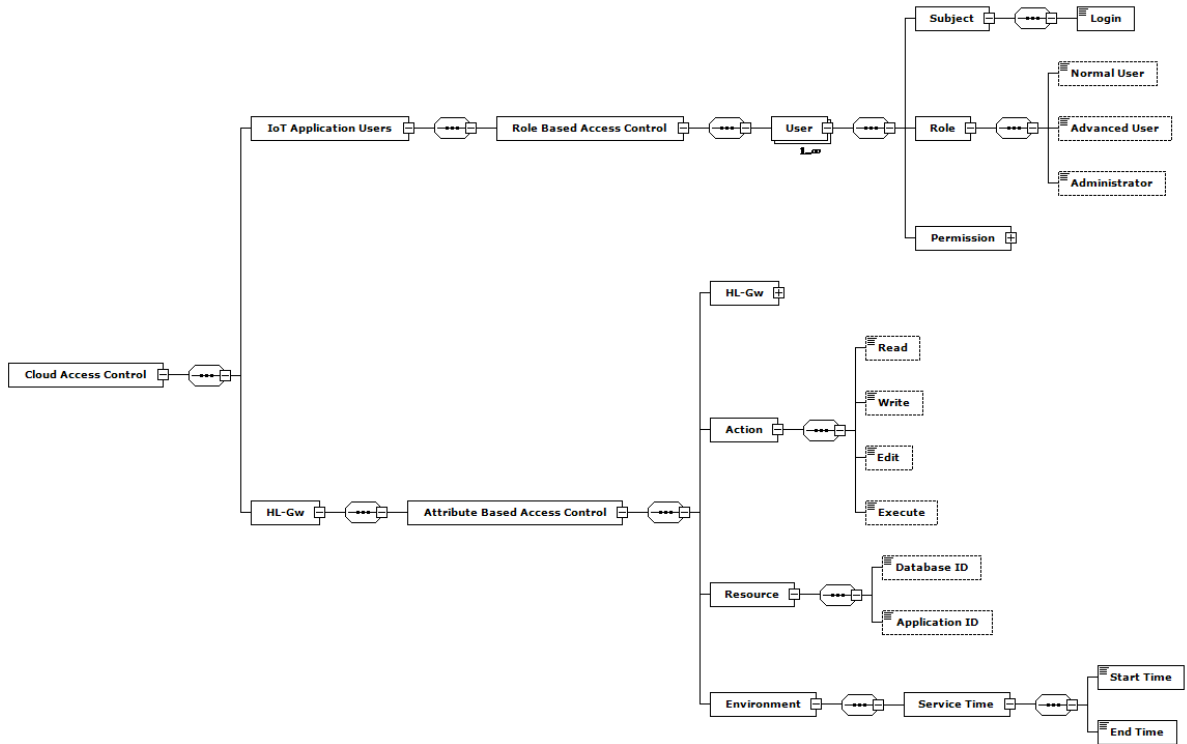 Subject
Login
Normal User
IoT Application Users
Role Based Access Control
User
Role
Advanced User
1..∞
Administrator
Permission
HL-Gw
Read
Cloud Access Control
Write
Action
Edit
HL-Gw
Attribute Based Access Control
Execute
Database ID
Resource
Application ID
Start Time
Environment
Service Time
End Time